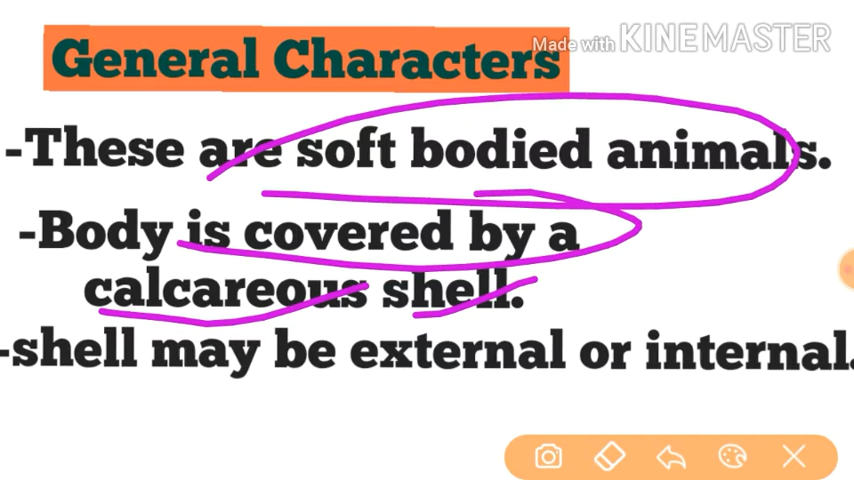 General Characters
Made with KINEMASTER
-These are soft bodied animals.
-Body is covered by a
calcareous shell.
-shell may be external or internal.